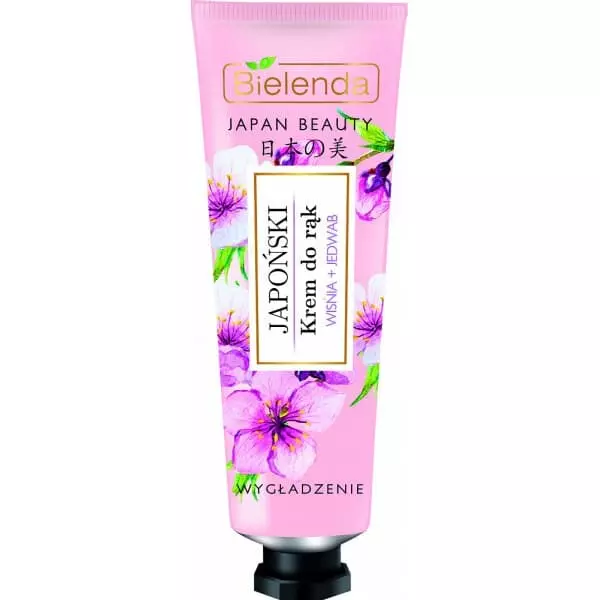 Bielenda
JAPAN BEAUTY
日本の美
JAPOŃSKI
Krem do rąk
WIŚNIA + JEDWAB
WYGŁADZENIE